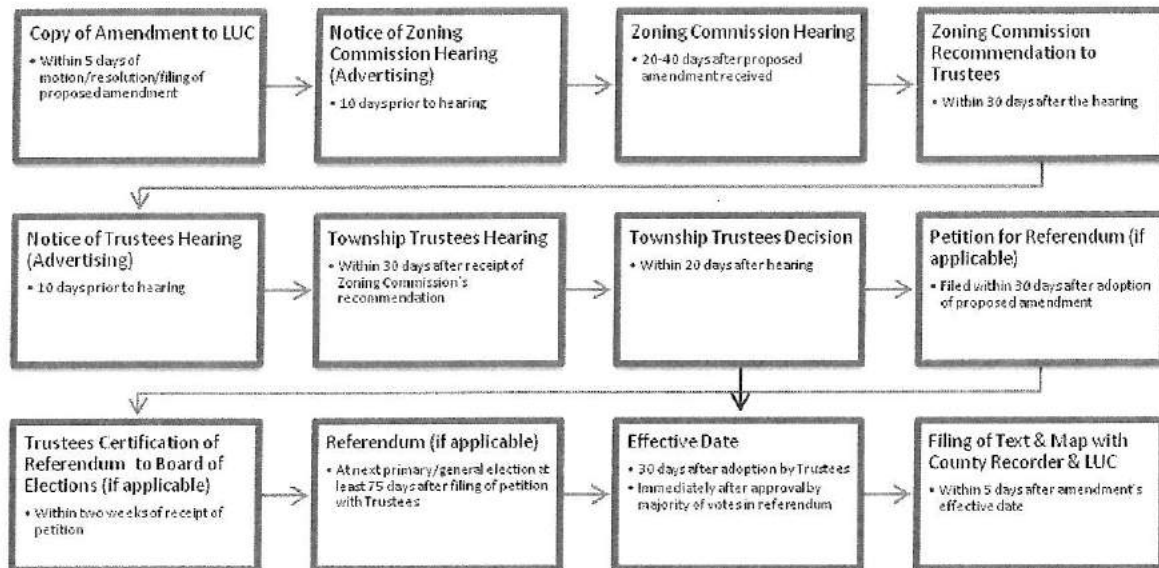 Copy of Amendment to LUC
• Within 5 days of
motion/resolution/filing of
proposed amendment
Notice of Zoning
Commission Hearing
(Advertising)
• 10 days prior to hearing
Zoning Commission Hearing
• 20-40 days after proposed
amendment received
Zoning Commission
Recommendation to
Trustees
• Within 30 days after the hearing
Notice of Trustees Hearing
(Advertising)
• 10 days prior to hearing
Township Trustees Hearing
• Within 30 days after receipt of
Zoning Commission's
recommendation
Township Trustees Decision
• Within 20 days after hearing
Petition for Referendum (if
applicable)
• Filed within 30 days after adoption
of proposed amendment
Trustees Certification of
Referendum to Board of
Elections (if applicable)
• Within two weeks of receipt of
petition
Referendum (if applicable)
• At next primary/general election at
least 75 days after filing of petition
with Trustees
Effective Date
• 30 days after adoption by Trustees
• Immediately after approval by
majority of votes in referendum
Filing of Text & Map with
County Recorder & LUC
• Within 5 days after amendment's
effective date